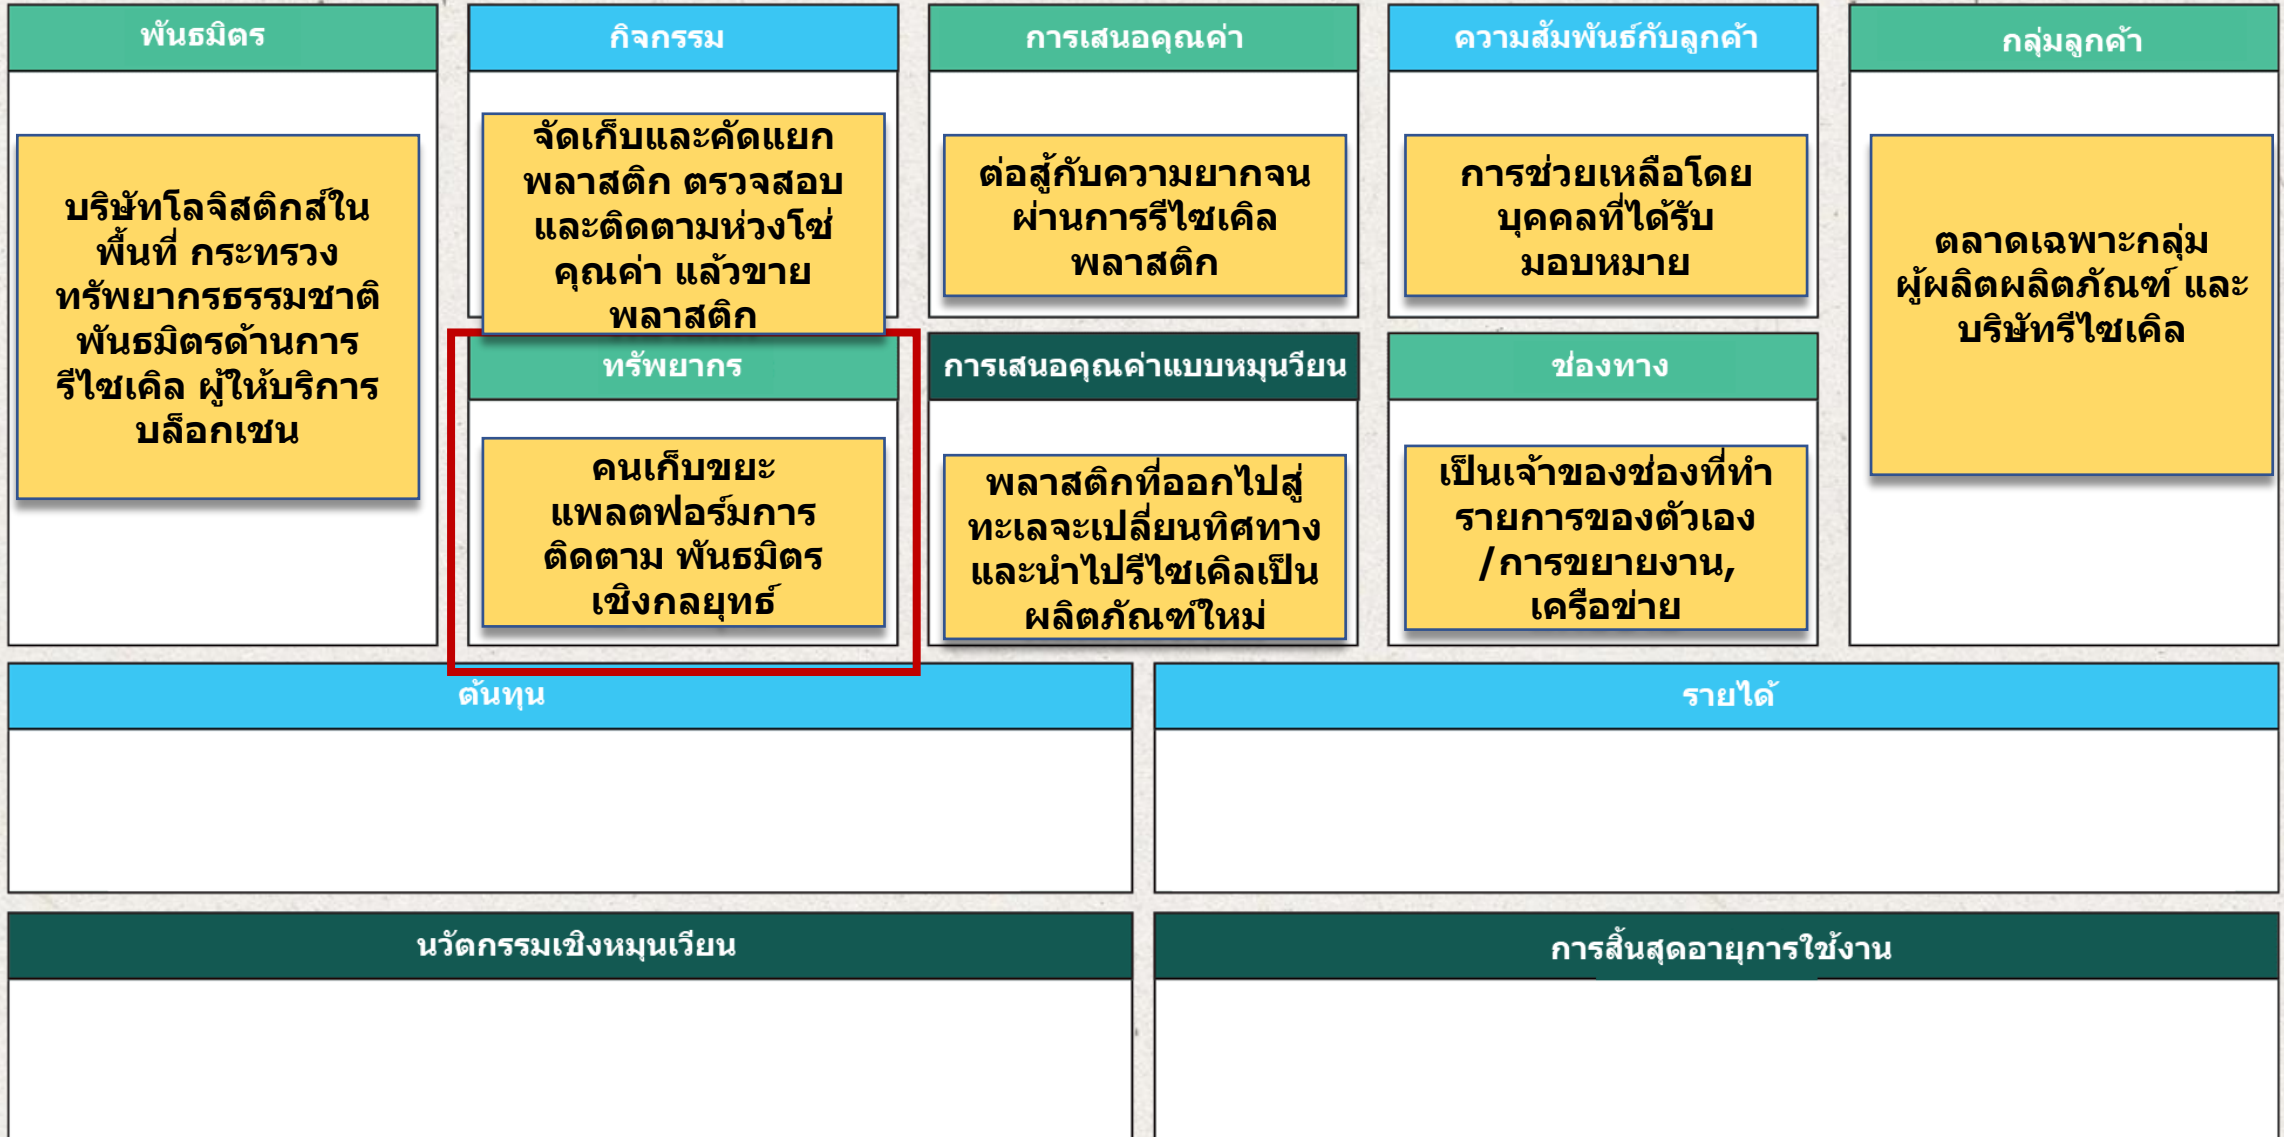 พันธมิตร
บริษัทโลจิสติกส์ใน
พื้นที่ กระทรวง
ทรัพยากรธรรมชาติ
พันธมิตรด้านการ
รีไซเคิล ผู้ให้บริการ
บล็อกเชน
กิจกรรม
จัดเก็บและคัดแยก
พลาสติก ตรวจสอบ
และติดตามห่วงโซ่
คุณค่า แล้วขาย
พลาสติก
ทรัพยากร
คนเก็บขยะ
แพลตฟอร์มการ
ติดตาม พันธมิตร
เชิงกลยุทธ์
การเสนอคุณค่า
ต่อสู้กับความยากจน
ผ่านการรีไซเคิล
พลาสติก
การเสนอคุณค่าแบบหมุนวียน
พลาสติกที่ออกไปสู่
ทะเลจะเปลี่ยนทิศทาง
และนำไปรีไซเคิลเป็น
ผลิตภัณฑ์ใหม่
ความสัมพันธ์กับลูกค้า
การช่วยเหลือโดย
บุคคลที่ได้รับ
มอบหมาย
ช่องทาง
เป็นเจ้าของช่องที่ทำ
รายการของตัวเอง
/การขยายงาน,
เครือข่าย
กลุ่มลูกค้า
ตลาดเฉพาะกลุ่ม
ผู้ผลิตผลิตภัณฑ์ และ
บริษัทรีไซเคิล
ต้นทุน
รายได้
นวัตกรรมเชิงหมุนเวียน
การสิ้นสุดอายุการใช้งาน